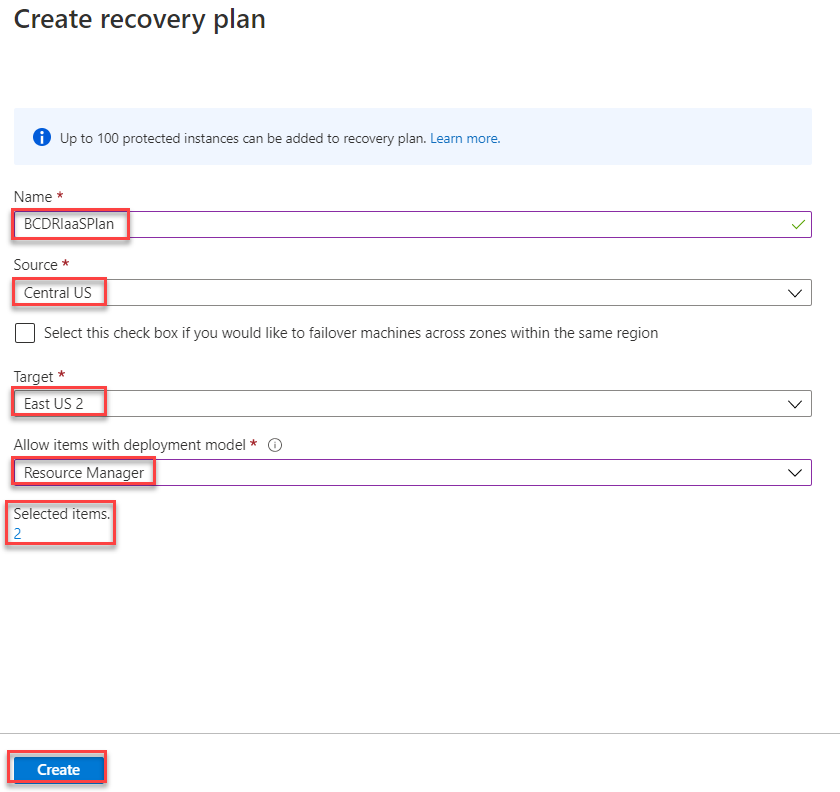 Create recovery plan
Up to 100 protected instances can be added to recovery plan. Learn more.
Name *
BCDRIaaSPlan
Source *
Central US
Select this check box if you would like to failover machines across zones within the same region
Target *
East US 2
Allow items with deployment model *
Resource Manager
Selected items.
2
Create